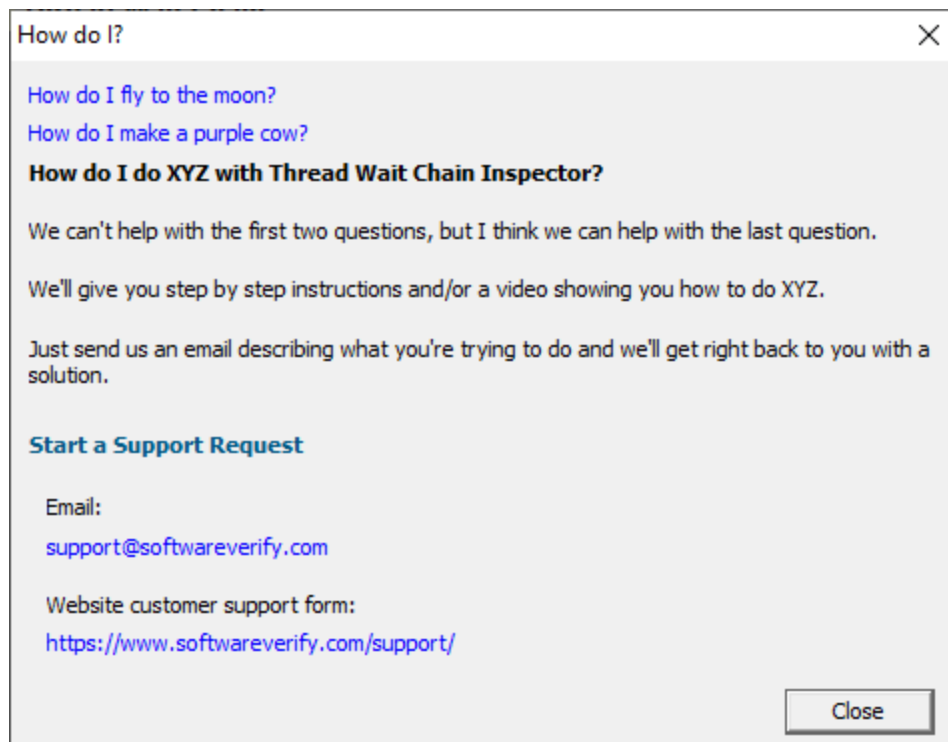 How do I?
How do I fly to the moon?
How do I make a purple cow?
How do I do XYZ with Thread Wait Chain Inspector?
We can't help with the first two questions, but I think we can help with the last question.
We'll give you step by step instructions and/or a video showing you how to do XYZ.
Just send us an email describing what you're trying to do and we'll get right back to you with a
solution.
Start a Support Request
Email:
support@softwareverify.com
Website customer support form:
https://www.softwareverify.com/support/
Close